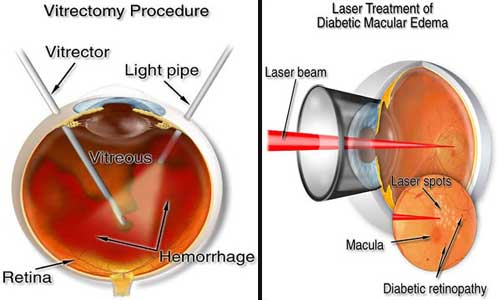 Vitrectomy Procedure
Vitrector
Light pipe
Vitreous
Hemorrhage
Retina
Laser Treatment of
Diabetic Macular Edema
Laser beam
Laser spots
Macula
Diabetic retinopathy